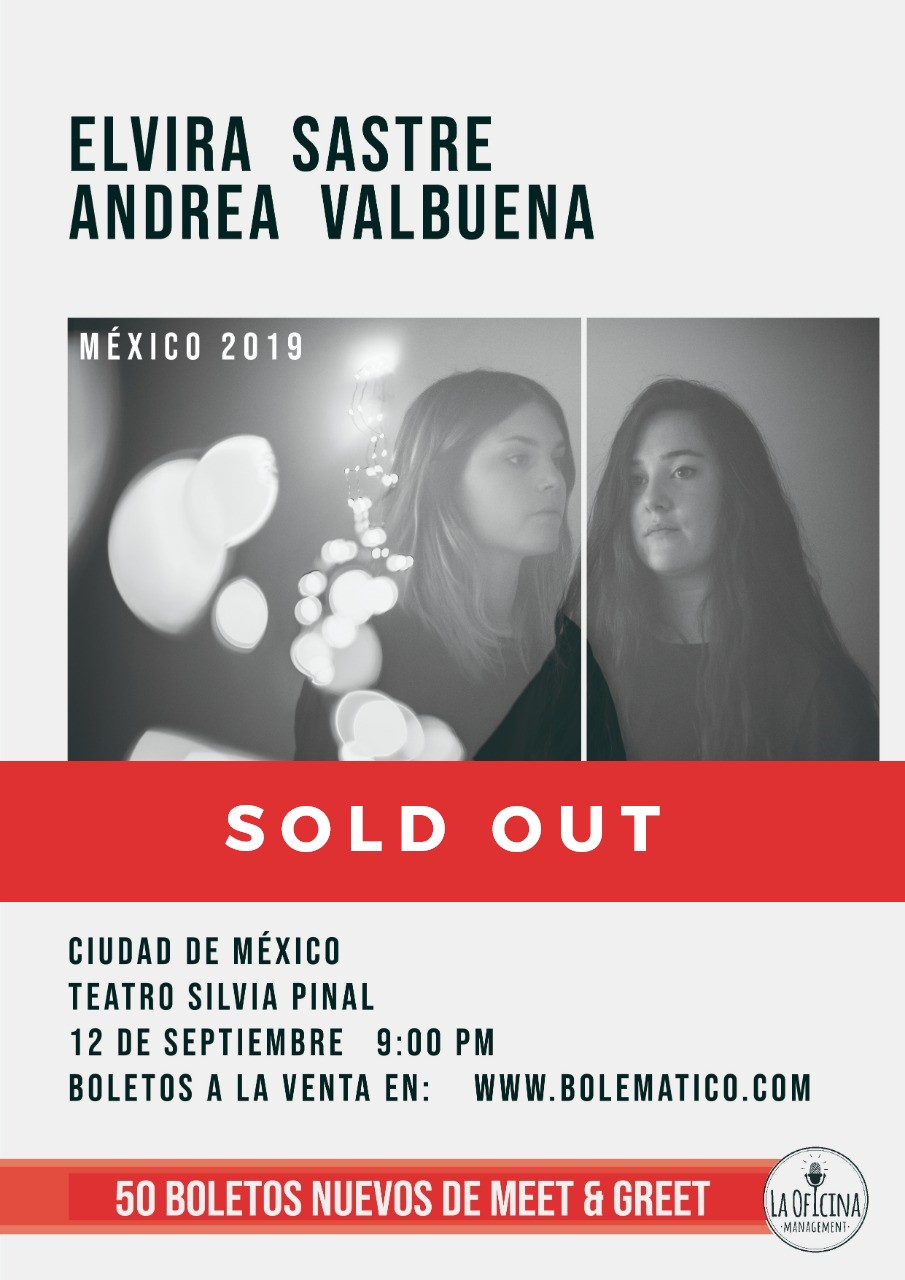 ELVIRA SASTRE
ANDREA VALBUENA
MÉXICO 2019
SOLD OUT
CIUDAD DE MÉXICO
TEATRO SILVIA PINAL
12 DE SEPTIEMBRE 9:00 PM
BOLETOS A LA VENTA EN: WWW.BOLEMATICO.COM
50 BOLETOS NUEVOS DE MEET & GREET
LA OFICINA
·MANAGEMENT·